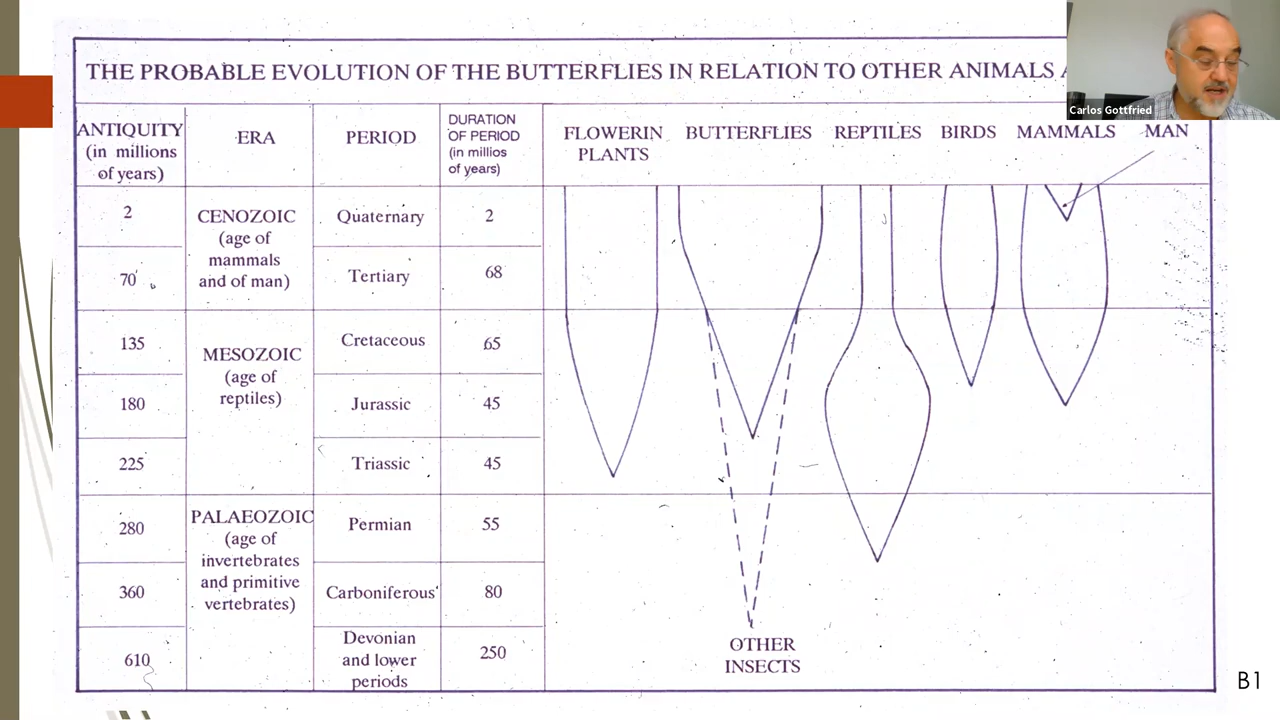 THE PROBABLE EVOLUTION OF THE BUTTERFLIES IN RELATION TO OTHER ANIMALS
Carlos Gottfried
ANTIQUITY
(in millions
of years)
ERA
PERIOD
DURATION
OF PERIOD
(in millios
of years)
FLOWERIN
PLANTS
BUTTERFLIES
REPTILES
BIRDS
MAMMALS
MAN
2
CENOZOIC
(age of
mammals
and of man)
Quaternary
2
70
Tertiary
68
135
MESOZOIC
(age of
reptiles)
Cretaceous
65
180
Jurassic
45
225
Triassic
45
280
PALAEOZOIC
(age of
invertebrates
and primitive
vertebrates)
Permian
55
360
Carboniferous
80
610
Devonian
and lower
periods
250
OTHER
INSECTS
B1